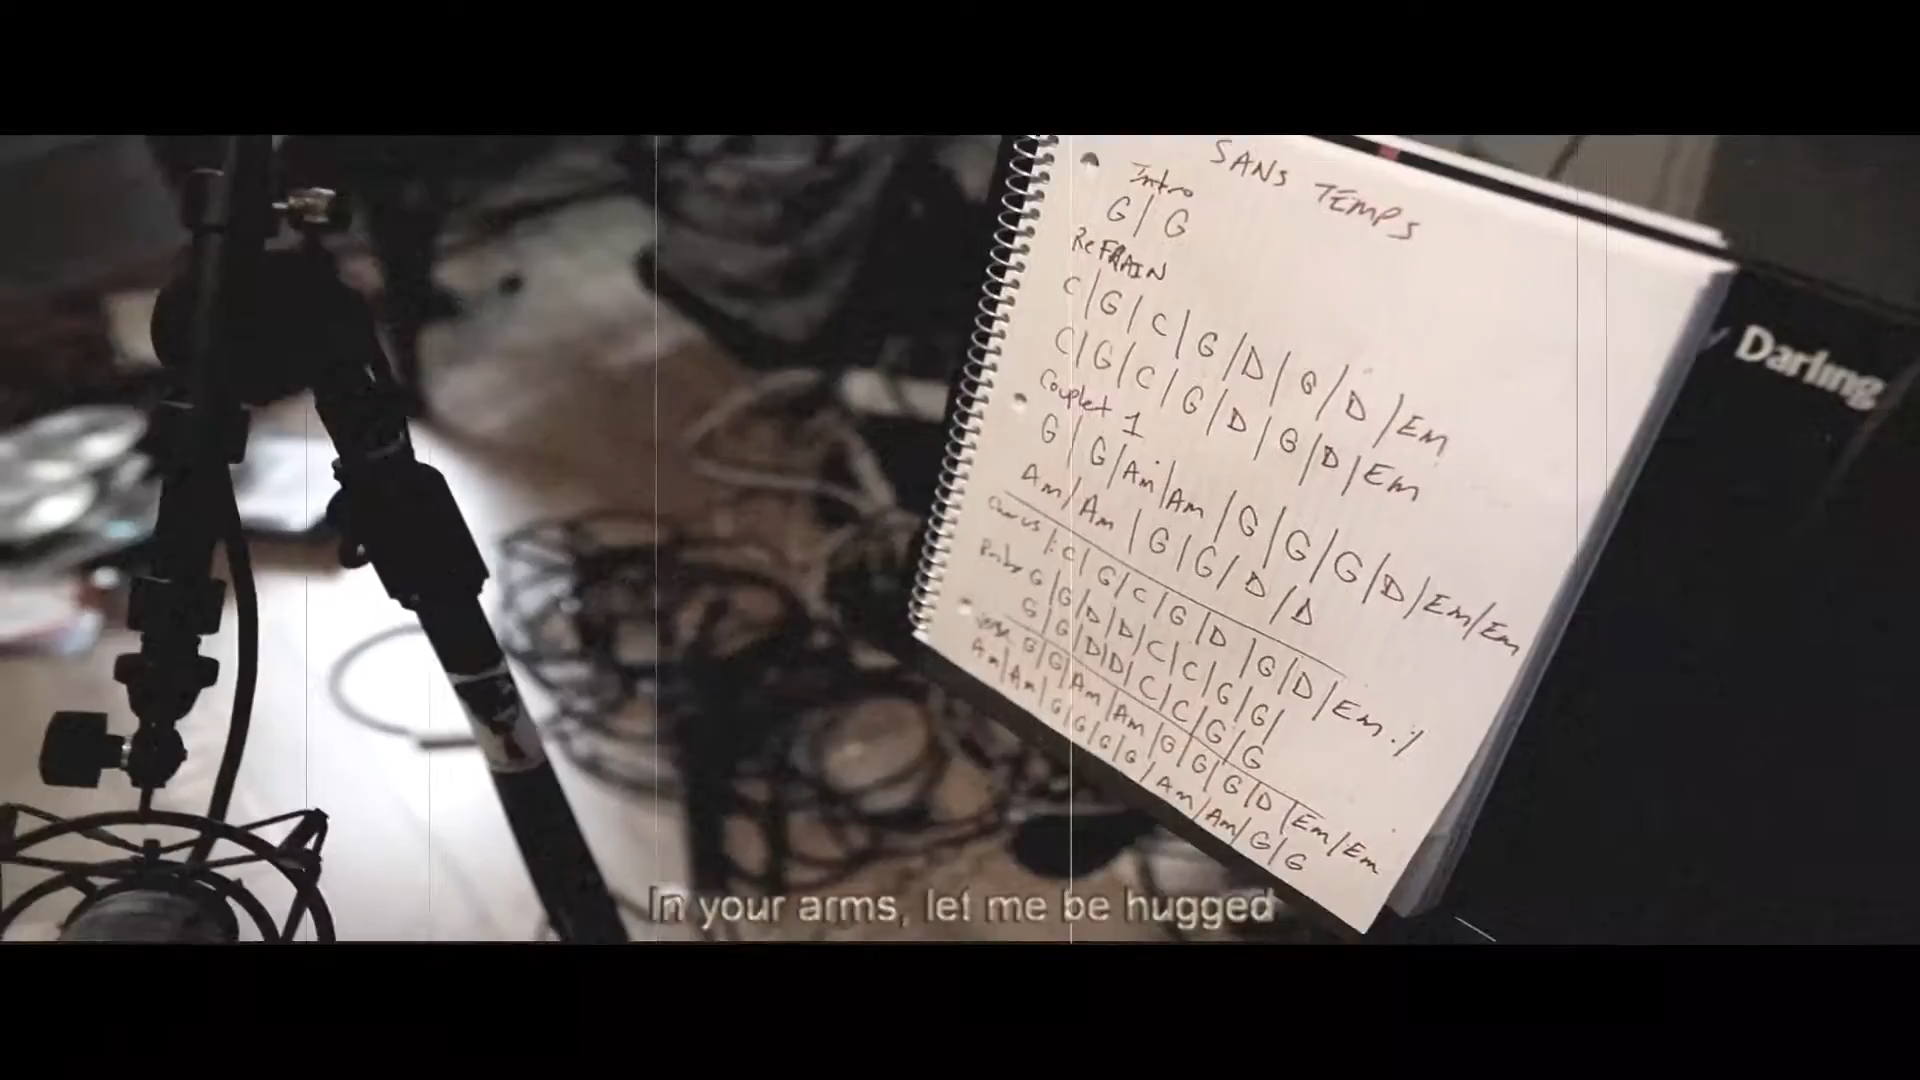 SANS TEMPS
Intro
G / G
ReFRAIN
C / G / C / G / D / G / D / Em
C / G / C / G / D / G / D / Em
Couplet 1
G / G / Am / Am / G / G / G / D / Em / Em
Am / Am / G / G / D / D
Chorus /: C / G / C / G / D / G / D / Em :/
G / G / D / D / C / C / G / G /
G / G / D / D / C / C / G / G
G / G / Am / Am / G / G / G / D / Em / Em
Am / Am / G / G / G / G / Am / Am / G / G
Darling
In your arms, let me be hugged